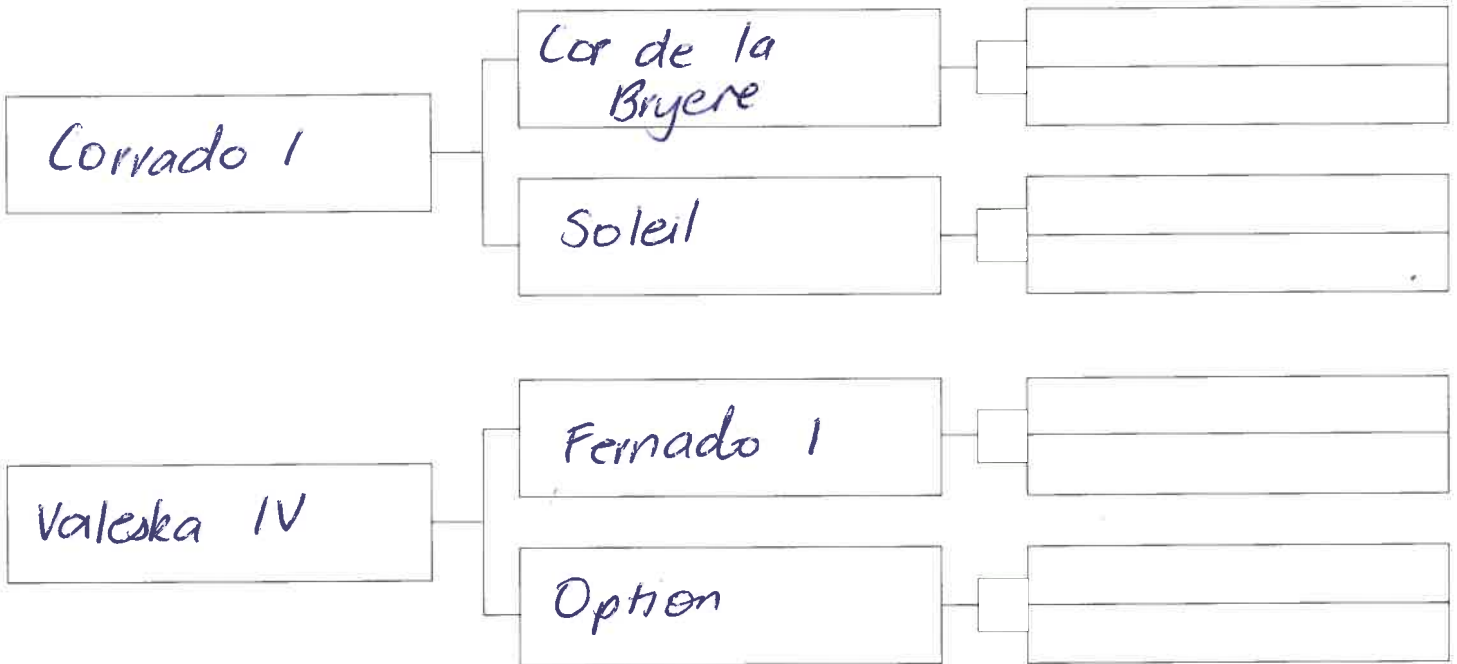 Cor de la
Bryere
Corrado I
Soleil
Fernado I
Valeska IV
Option